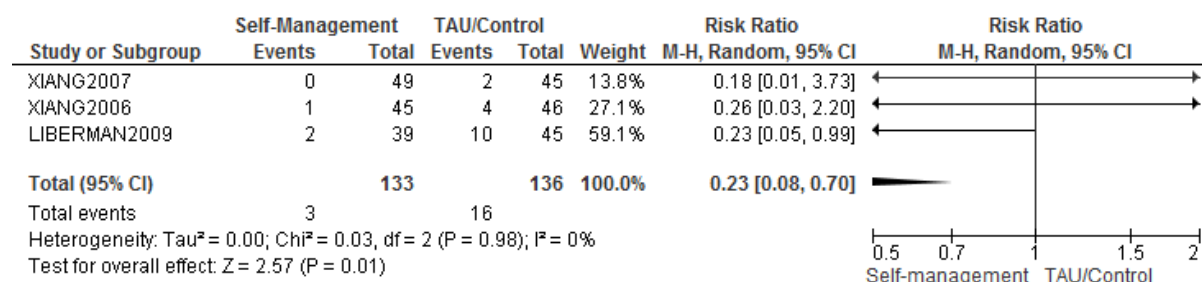 Self-Management TAU/Control Risk Ratio Risk Ratio
Study or Subgroup Events Total Events Total Weight M-H, Random, 95% CI M-H, Random, 95% CI
XIANG2007 0 49 2 45 13.8% 0.18 [0.01, 3.73]
XIANG2006 1 45 4 46 27.1% 0.26 [0.03, 2.20]
LIBERMAN2009 2 39 10 45 59.1% 0.23 [0.05, 0.99]
Total (95% CI) 133 136 100.0% 0.23 [0.08, 0.70]
Total events 3 16
Heterogeneity: Tau² = 0.00; Chi² = 0.03, df = 2 (P = 0.98); I² = 0%
Test for overall effect: Z = 2.57 (P = 0.01)
0.5 0.7 1 1.5 2
Self-management TAU/Control